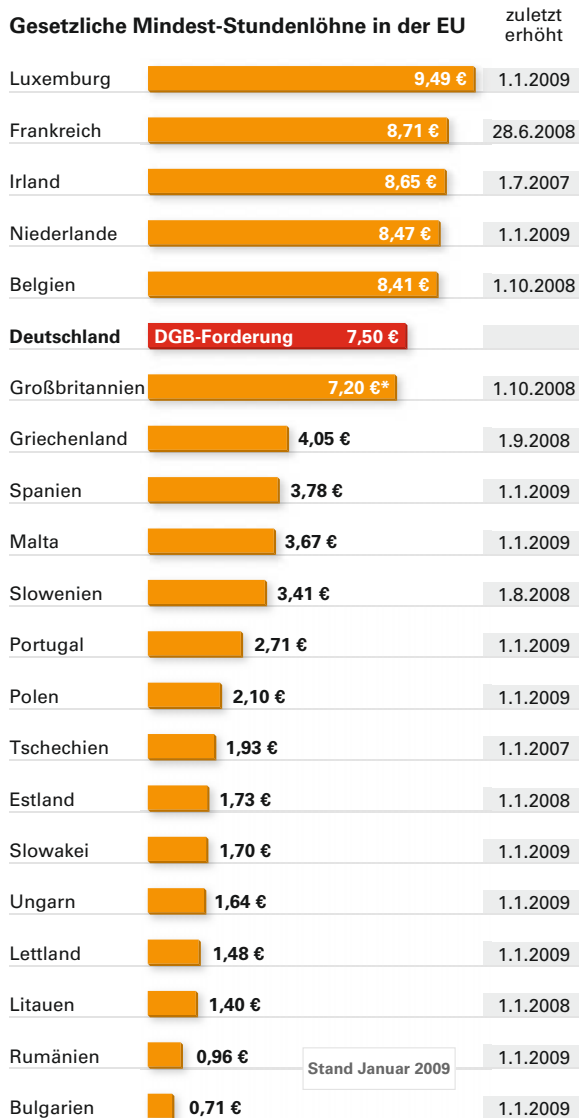 Gesetzliche Mindest-Stundenlöhne in der EU zuletzt erhöht
Luxemburg 9,49 € 1.1.2009
Frankreich 8,71 € 28.6.2008
Irland 8,65 € 1.7.2007
Niederlande 8,47 € 1.1.2009
Belgien 8,41 € 1.10.2008
Deutschland DGB-Forderung 7,50 €
Großbritannien 7,20 €* 1.10.2008
Griechenland 4,05 € 1.9.2008
Spanien 3,78 € 1.1.2009
Malta 3,67 € 1.1.2009
Slowenien 3,41 € 1.8.2008
Portugal 2,71 € 1.1.2009
Polen 2,10 € 1.1.2009
Tschechien 1,93 € 1.1.2007
Estland 1,73 € 1.1.2008
Slowakei 1,70 € 1.1.2009
Ungarn 1,64 € 1.1.2009
Lettland 1,48 € 1.1.2009
Litauen 1,40 € 1.1.2008
Rumänien 0,96 € 1.1.2009
Stand Januar 2009
Bulgarien 0,71 € 1.1.2009